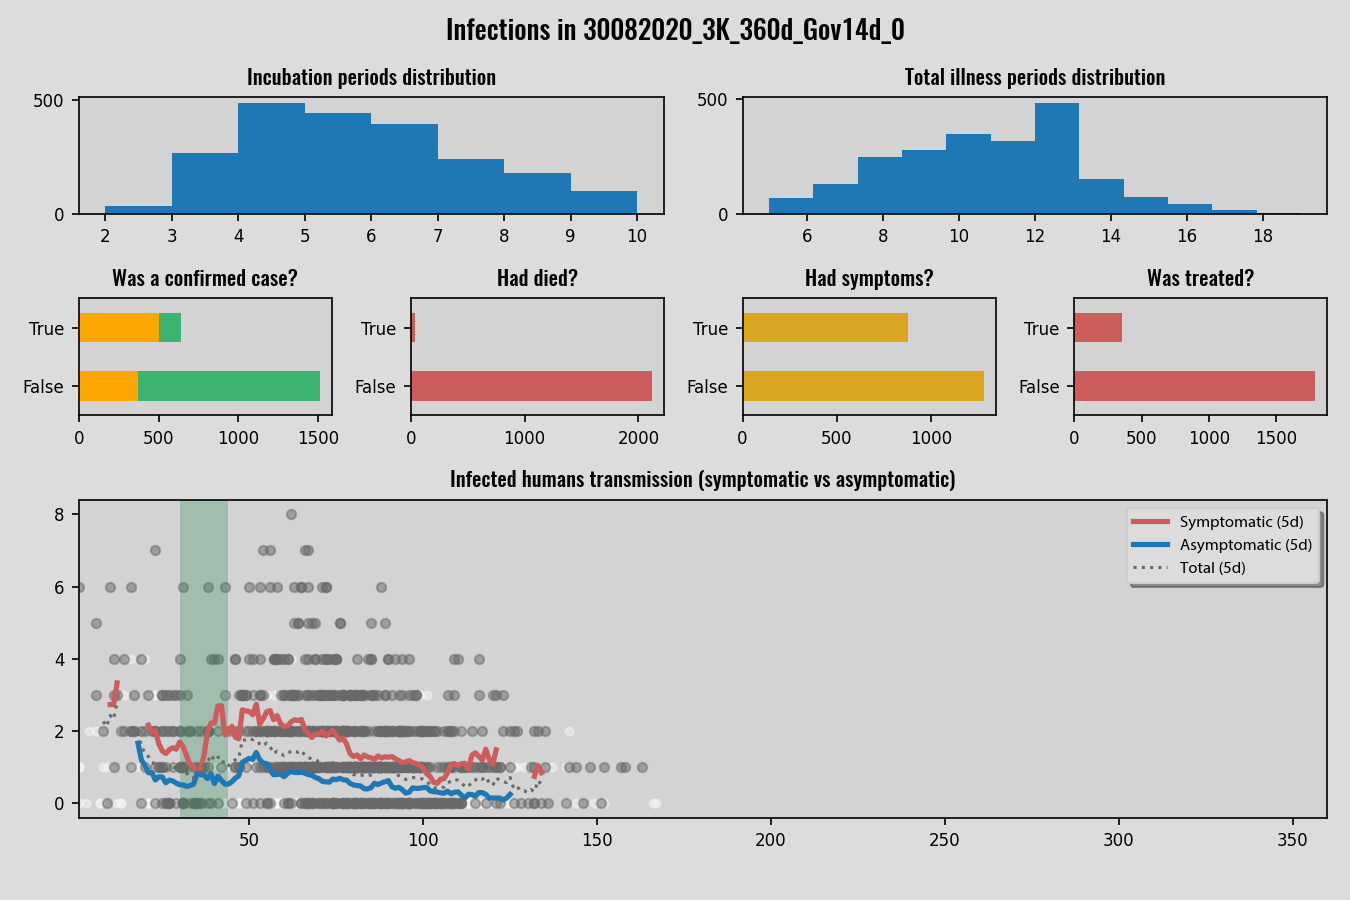 Infections in 30082020_3K_360d_Gov14d_0
Incubation periods distribution
Total illness periods distribution
500
0
2 3 4 5 6 7 8 9 10
500
0
6 8 10 12 14 16 18
Was a confirmed case?
Had died?
Had symptoms?
Was treated?
True
False
0 500 1000 1500
True
False
0 1000 2000
True
False
0 500 1000
True
False
0 500 1000 1500
Infected humans transmission (symptomatic vs asymptomatic)
8
6
4
2
0
50 100 150 200 250 300 350
Symptomatic (5d)
Asymptomatic (5d)
Total (5d)